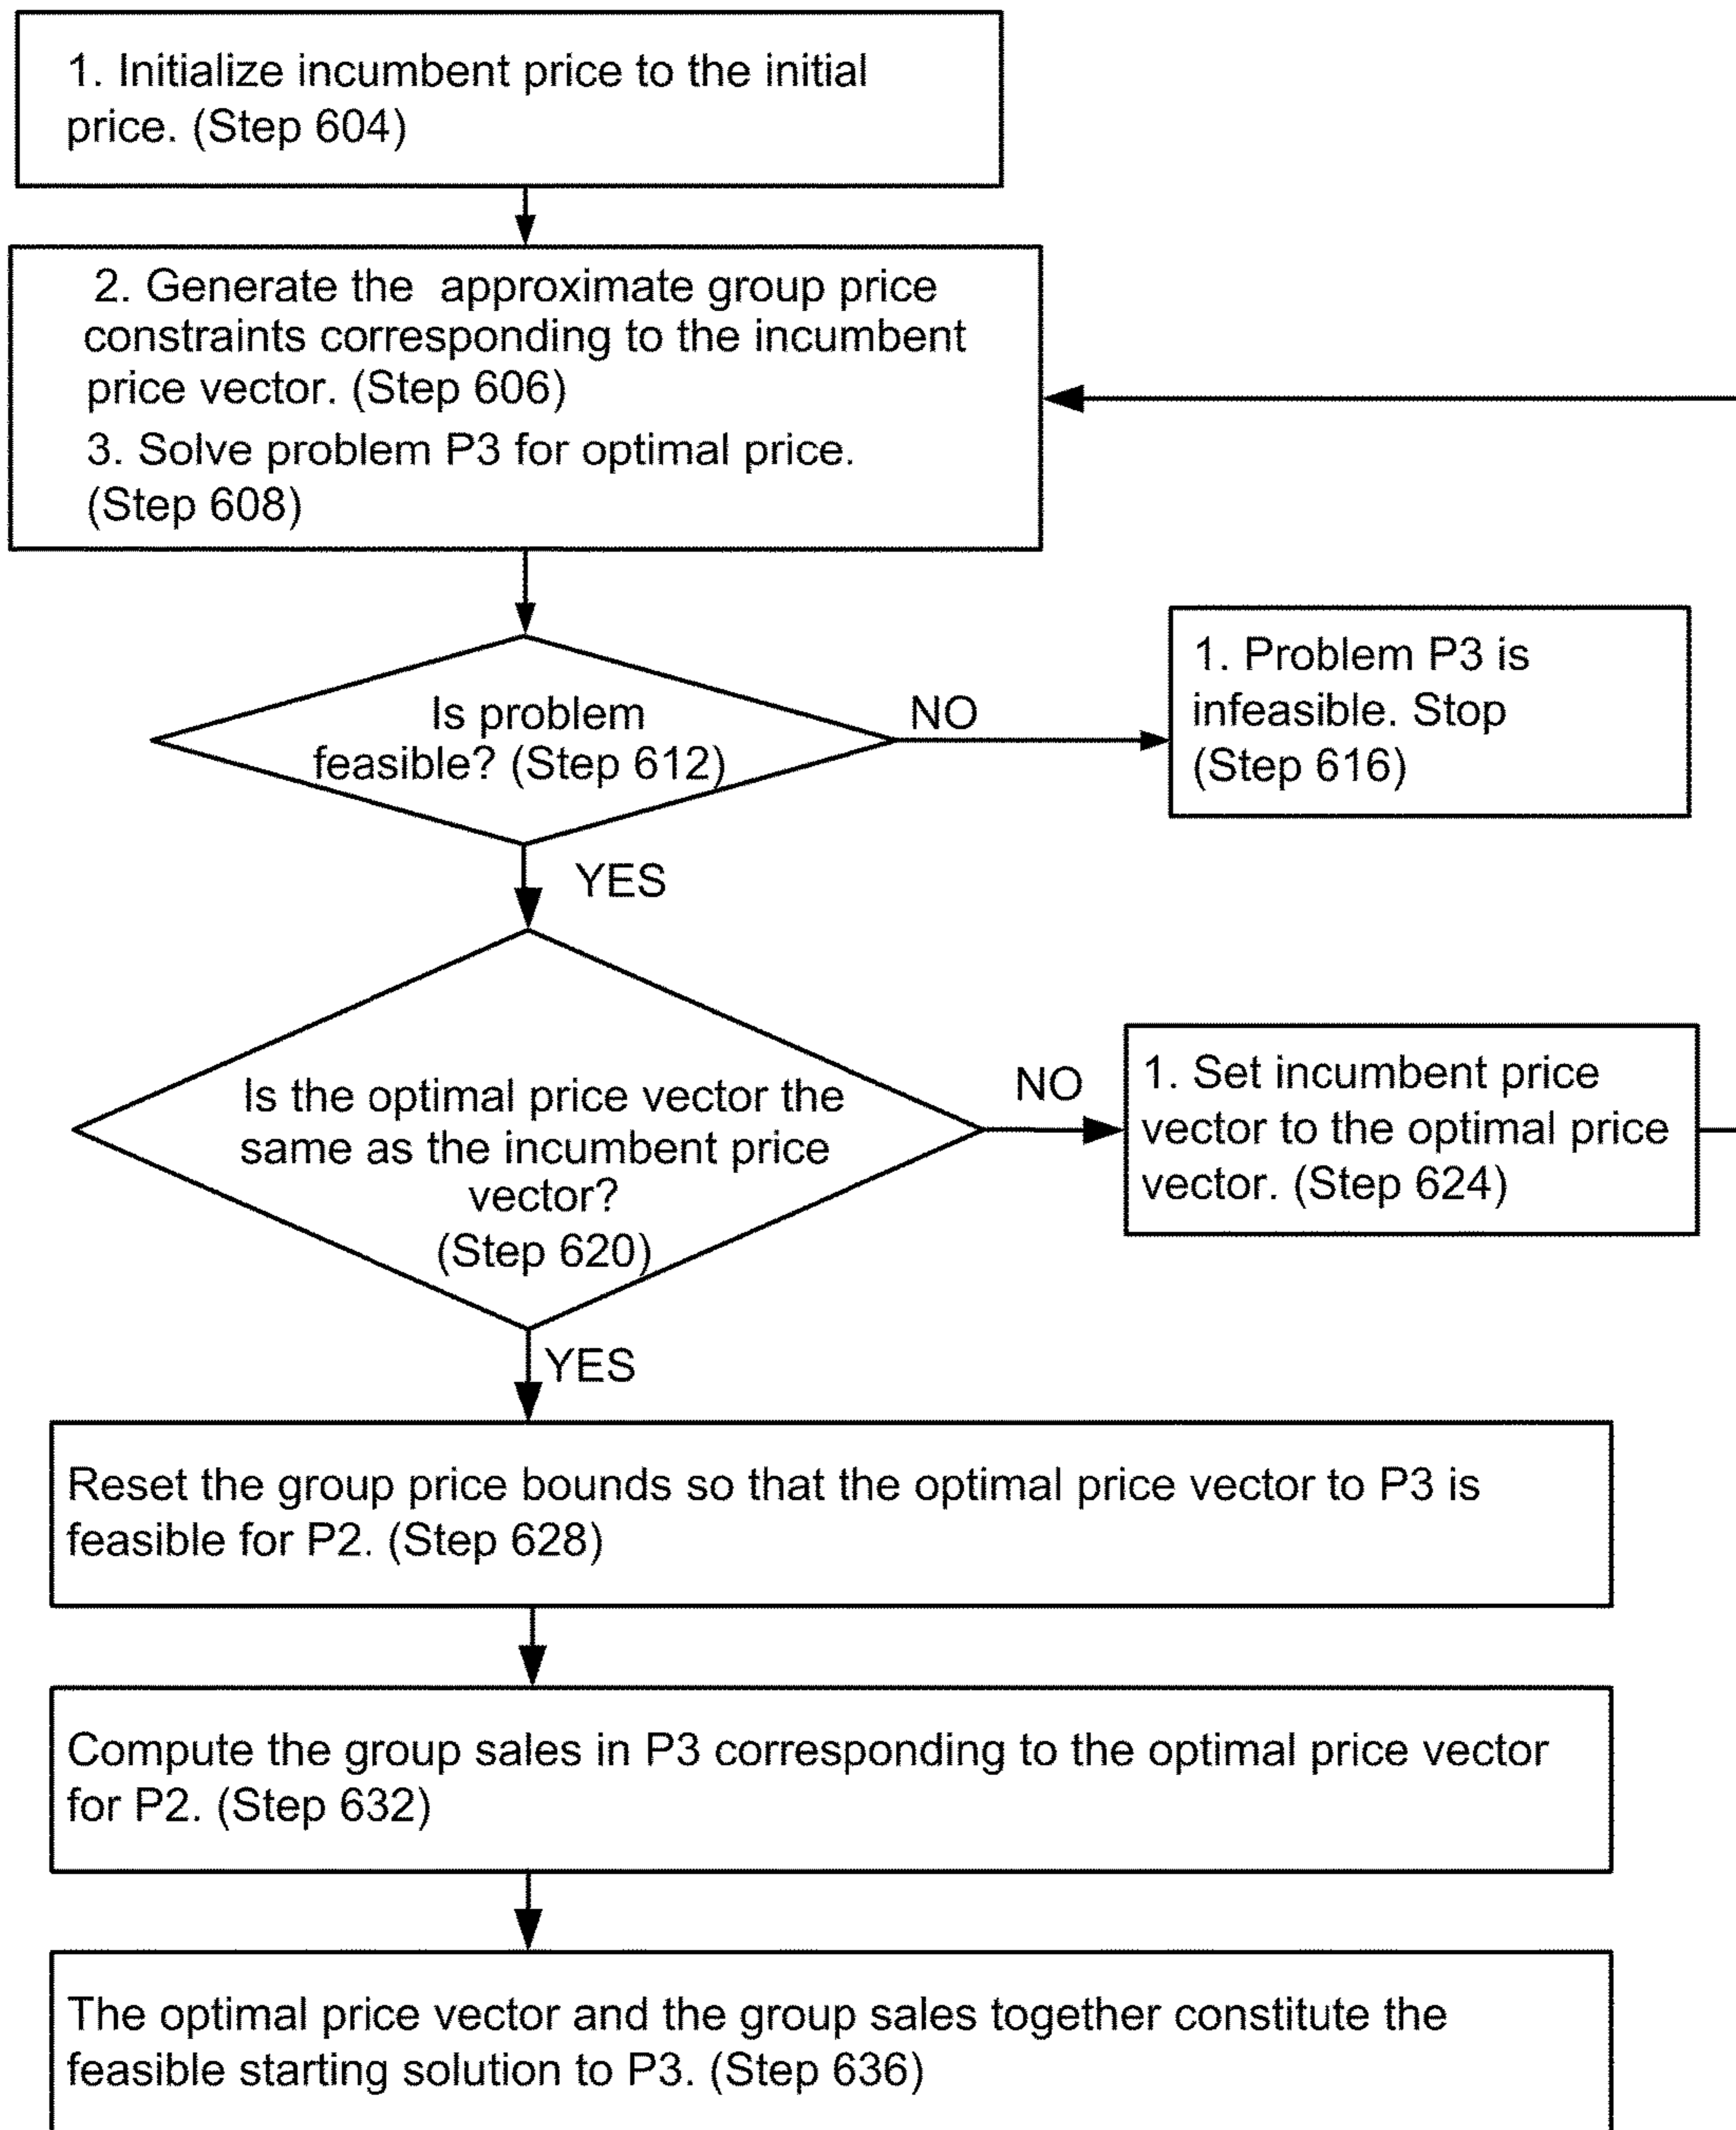 1. Initialize incumbent price to the initial
price. (Step 604)
2. Generate the approximate group price
constraints corresponding to the incumbent
price vector. (Step 606)
3. Solve problem P3 for optimal price.
(Step 608)
Is problem
feasible? (Step 612)
NO
1. Problem P3 is
infeasible. Stop
(Step 616)
YES
Is the optimal price vector the
same as the incumbent price
vector?
(Step 620)
NO
1. Set incumbent price
vector to the optimal price
vector. (Step 624)
YES
Reset the group price bounds so that the optimal price vector to P3 is
feasible for P2. (Step 628)
Compute the group sales in P3 corresponding to the optimal price vector
for P2. (Step 632)
The optimal price vector and the group sales together constitute the
feasible starting solution to P3. (Step 636)